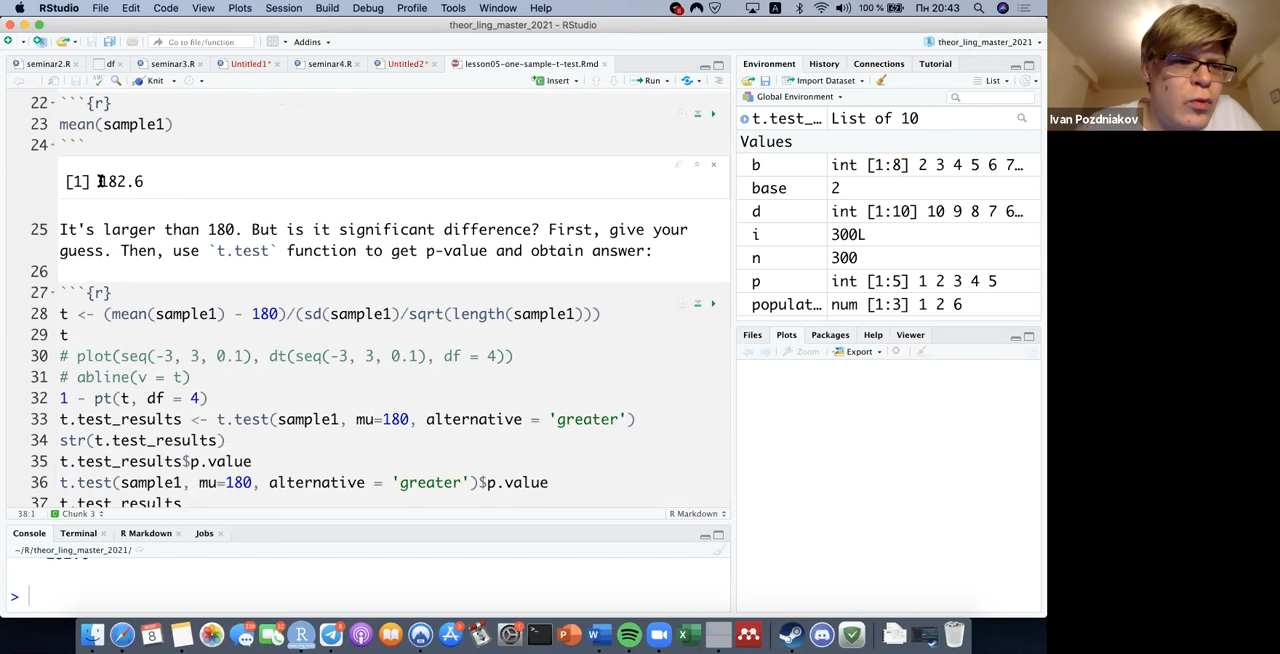 RStudio File Edit Code View Plots Session Build Debug Profile Tools Window Help 100 % Пн 20:43
theor_ling_master_2021 - RStudio
Go to file/function Addins theor_ling_master_2021
seminar2.R df seminar3.R Untitled1* seminar4.R Untitled2* lesson05-one-sample-t-test.Rmd
Knit Insert Run
22 ```{r}
23 mean(sample1)
24 ```
[1] 182.6
25 It's larger than 180. But is it significant difference? First, give your
guess. Then, use `t.test` function to get p-value and obtain answer:
26
27 ```{r}
28 t <- (mean(sample1) - 180)/(sd(sample1)/sqrt(length(sample1)))
29 t
30 # plot(seq(-3, 3, 0.1), dt(seq(-3, 3, 0.1), df = 4))
31 # abline(v = t)
32 1 - pt(t, df = 4)
33 t.test_results <- t.test(sample1, mu=180, alternative = 'greater')
34 str(t.test_results)
35 t.test_results$p.value
36 t.test(sample1, mu=180, alternative = 'greater')$p.value
37 t.test_results
38:1 Chunk 3 R Markdown
Console Terminal R Markdown Jobs
~/R/theor_ling_master_2021/
>
Environment History Connections Tutorial
Import Dataset List
Global Environment
t.test_... List of 10
Values
b int [1:8] 2 3 4 5 6 7...
base 2
d int [1:10] 10 9 8 7 6...
i 300L
n 300
p int [1:5] 1 2 3 4 5
populat... num [1:3] 1 2 6
Files Plots Packages Help Viewer
Zoom Export
Ivan Pozdniakov